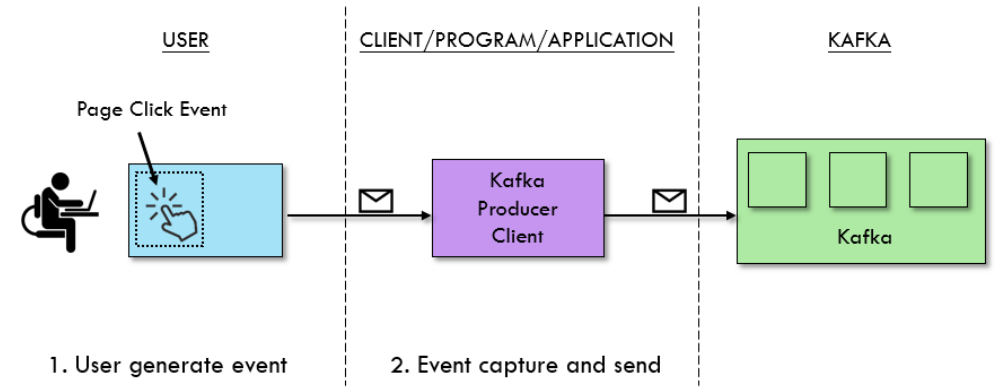 USER
CLIENT/PROGRAM/APPLICATION
KAFKA
Page Click Event
Kafka
Producer
Client
Kafka
1. User generate event
2. Event capture and send